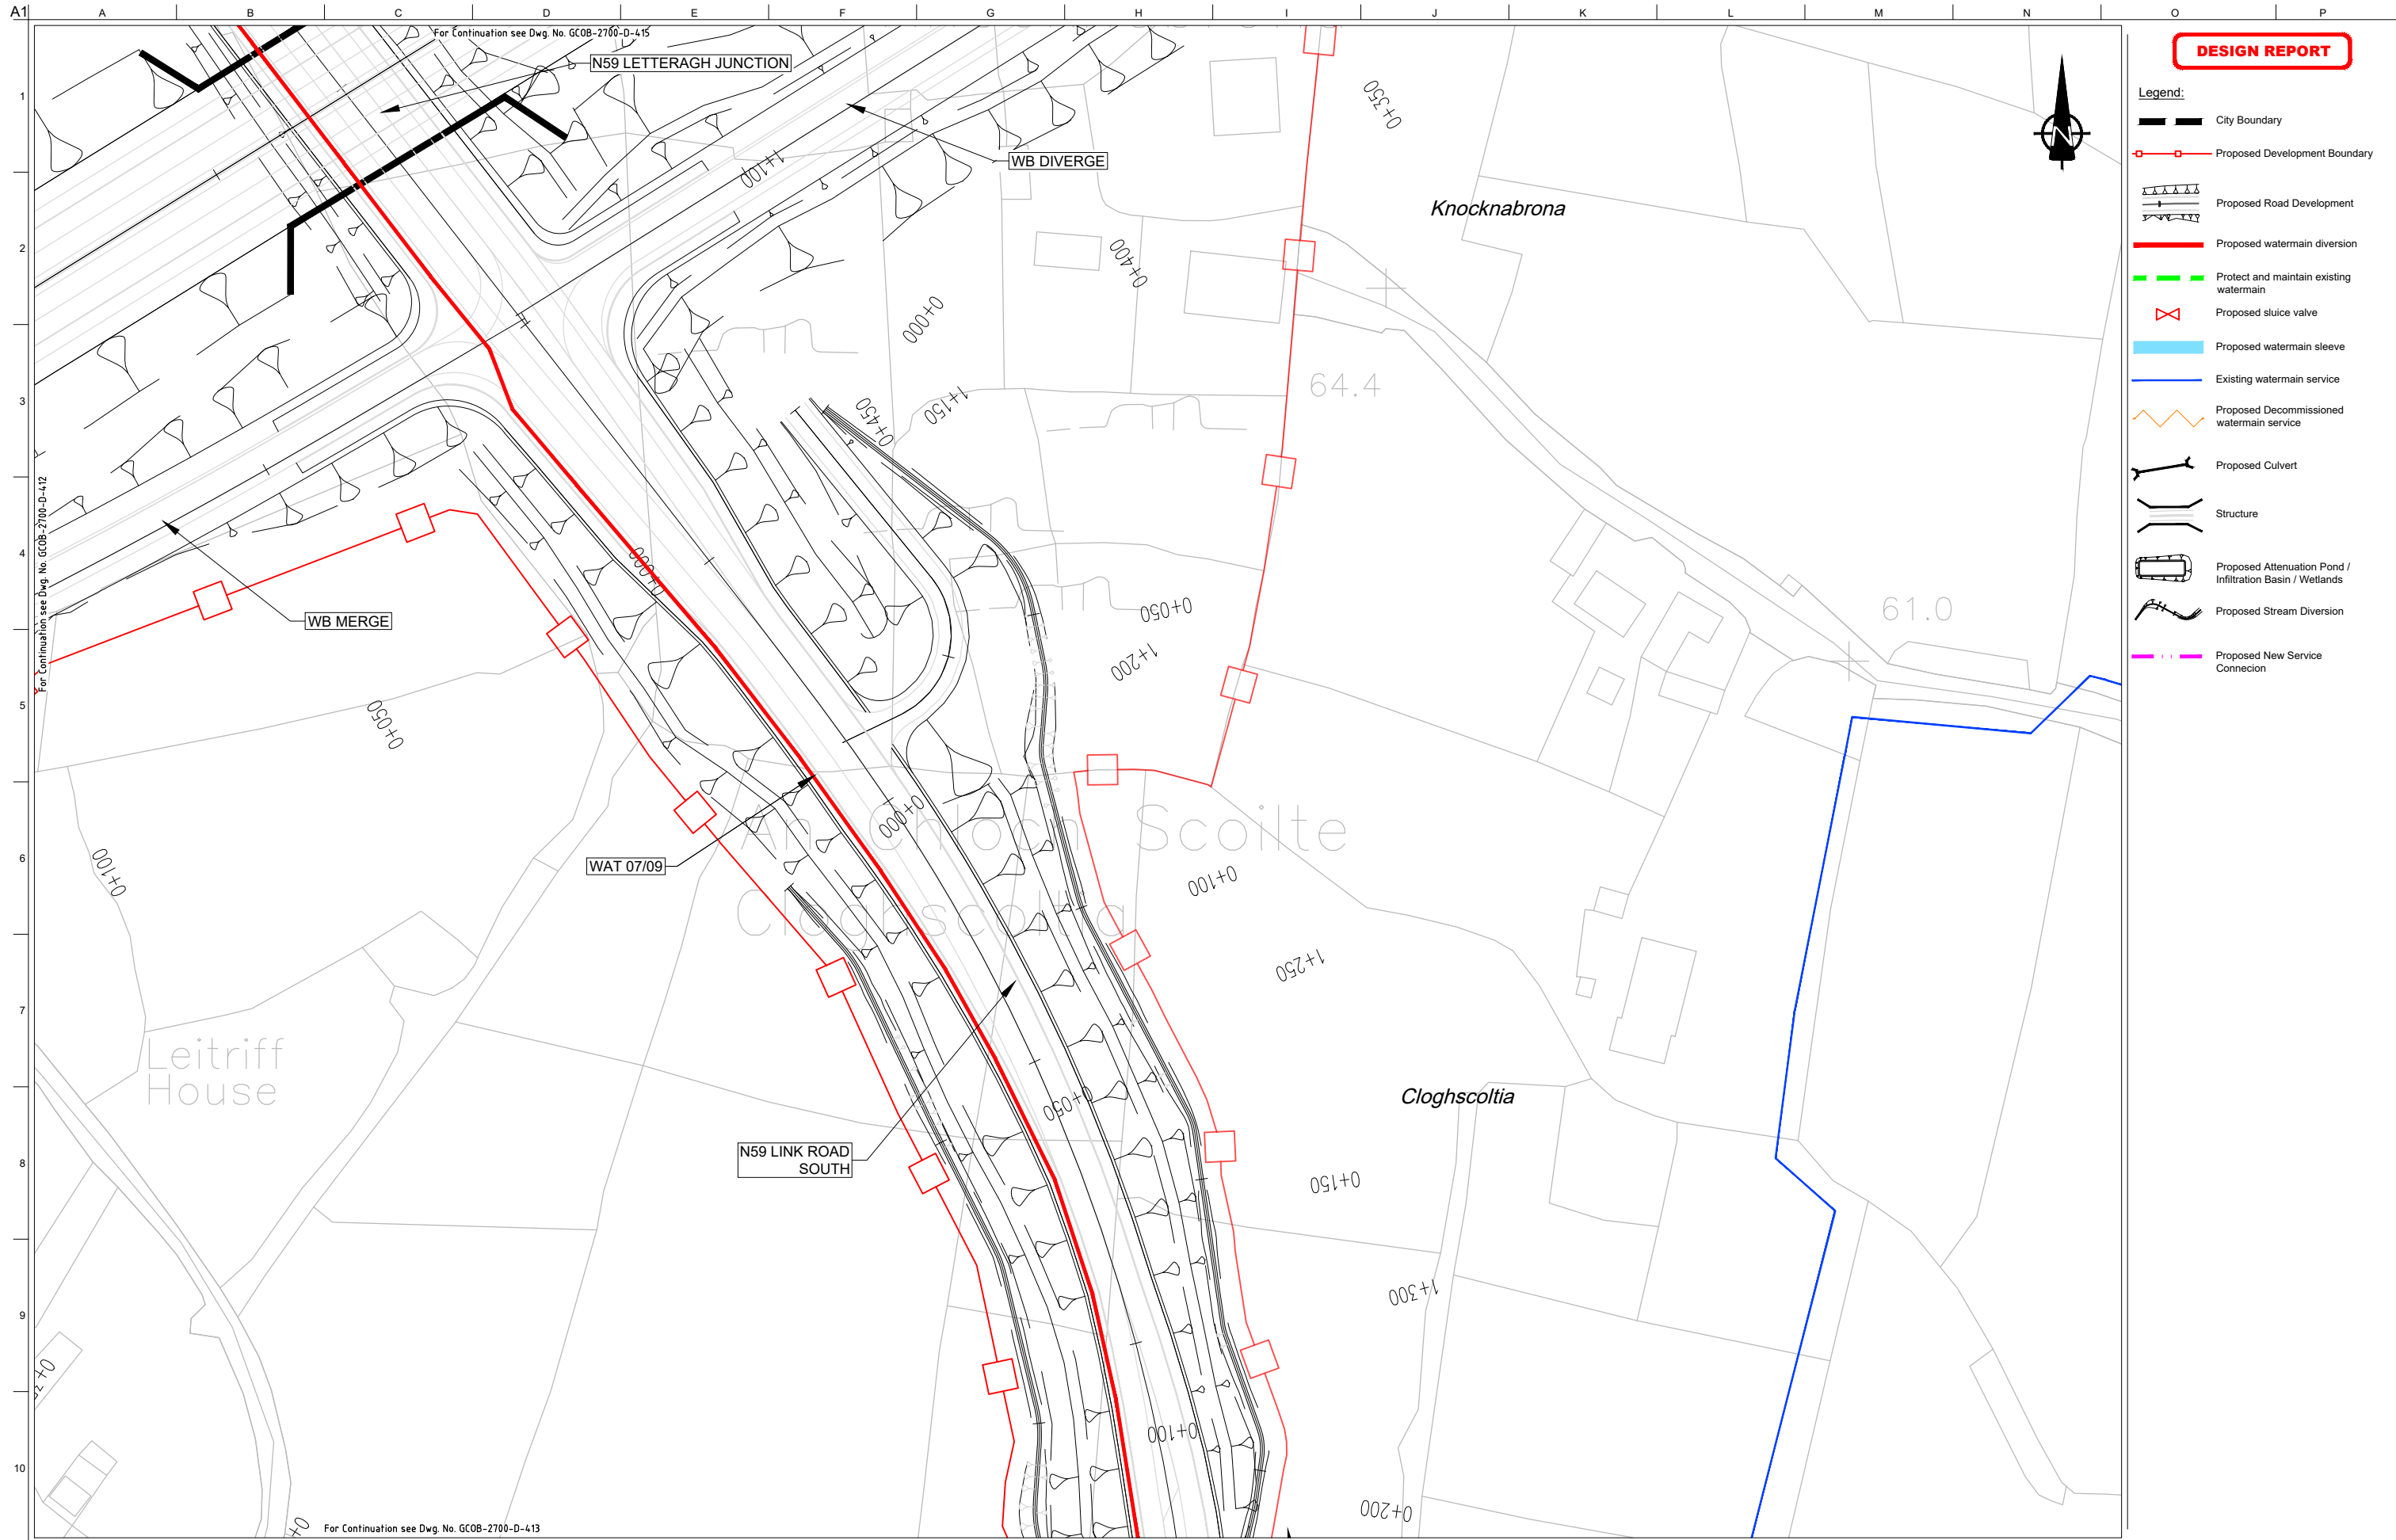 A1
A B C D E F G H I J K L M N O P
1
2
3
4
5
6
7
8
9
10
For Continuation see Dwg. No. GCOB-2700-D-415
N59 LETTERAGH JUNCTION
WB DIVERGE
1+100
0+350
Knocknabrona
0+400
0+000
64.4
0+450
1+150
For Continuation see Dwg. No. GCOB-2700-D-412
0+000
WB MERGE
0+050
1+200
61.0
0+050
0+000
An Chloch Scoilte
WAT 07/09
0+100
0+100
Cloghscoltia
1+250
Leitriff
House
0+050
Cloghscoltia
N59 LINK ROAD
SOUTH
0+150
1+300
0+100
0+200
For Continuation see Dwg. No. GCOB-2700-D-413
DESIGN REPORT
Legend:
City Boundary
Proposed Development Boundary
Proposed Road Development
Proposed watermain diversion
Protect and maintain existing
watermain
Proposed sluice valve
Proposed watermain sleeve
Existing watermain service
Proposed Decommissioned
watermain service
Proposed Culvert
Structure
Proposed Attenuation Pond /
Infiltration Basin / Wetlands
Proposed Stream Diversion
Proposed New Service
Connecion
N